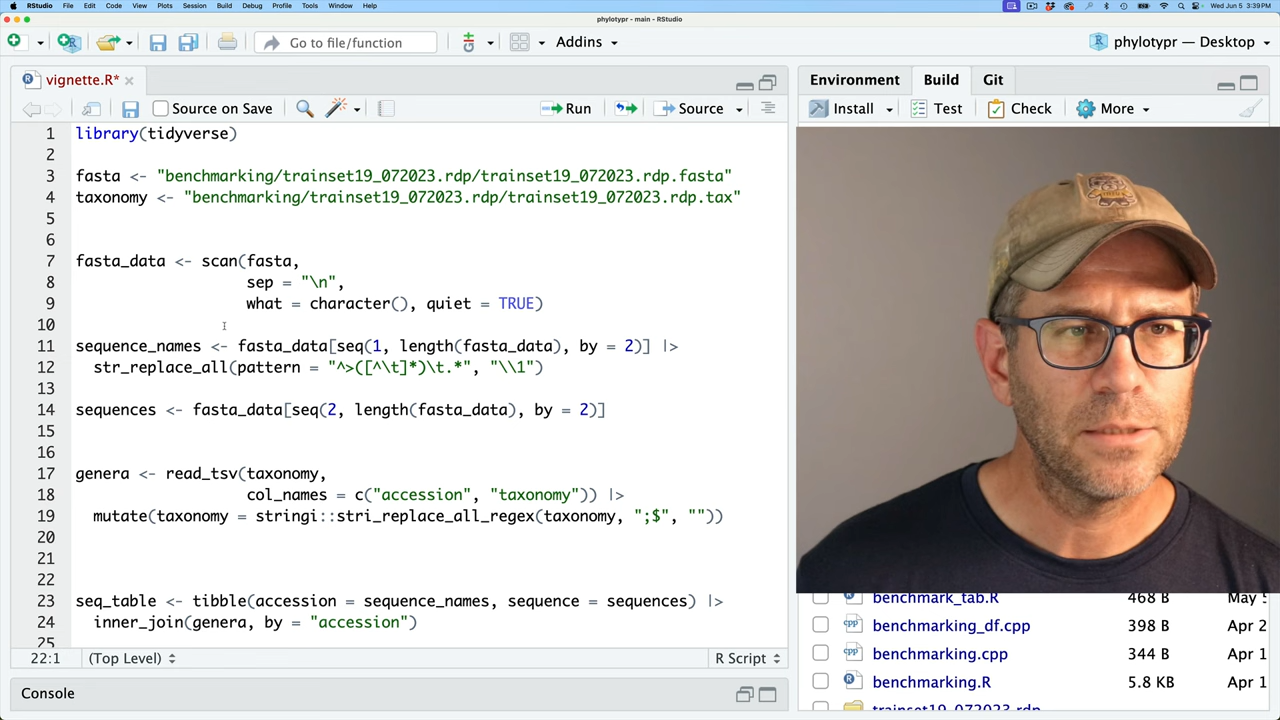 RStudio File Edit Code View Plots Session Build Debug Profile Tools Window Help Wed Jun 5 3:39PM
phylotypr - main - RStudio
Go to file/function Addins phylotypr — Desktop
vignette.R* Environment Build Git
Source on Save Run Source Install Test Check More
1 library(tidyverse)
2
3 fasta <- "benchmarking/trainset19_072023.rdp/trainset19_072023.rdp.fasta"
4 taxonomy <- "benchmarking/trainset19_072023.rdp/trainset19_072023.rdp.tax"
5
6
7 fasta_data <- scan(fasta,
8 sep = "\n",
9 what = character(), quiet = TRUE)
10
11 sequence_names <- fasta_data[seq(1, length(fasta_data), by = 2)] |>
12 str_replace_all(pattern = "^>([^\t]*)\t.*", "\\1")
13
14 sequences <- fasta_data[seq(2, length(fasta_data), by = 2)]
15
16
17 genera <- read_tsv(taxonomy,
18 col_names = c("accession", "taxonomy")) |>
19 mutate(taxonomy = stringi::stri_replace_all_regex(taxonomy, ";$", ""))
20
21
22
23 seq_table <- tibble(accession = sequence_names, sequence = sequences) |>
24 inner_join(genera, by = "accession")
25
22:1 (Top Level) R Script
Console
benchmark_tab.R 468 B May
benchmarking_df.cpp 398 B Apr 2
benchmarking.cpp 344 B Apr 1
benchmarking.R 5.8 KB Apr 1
trainset19_072023.rdp